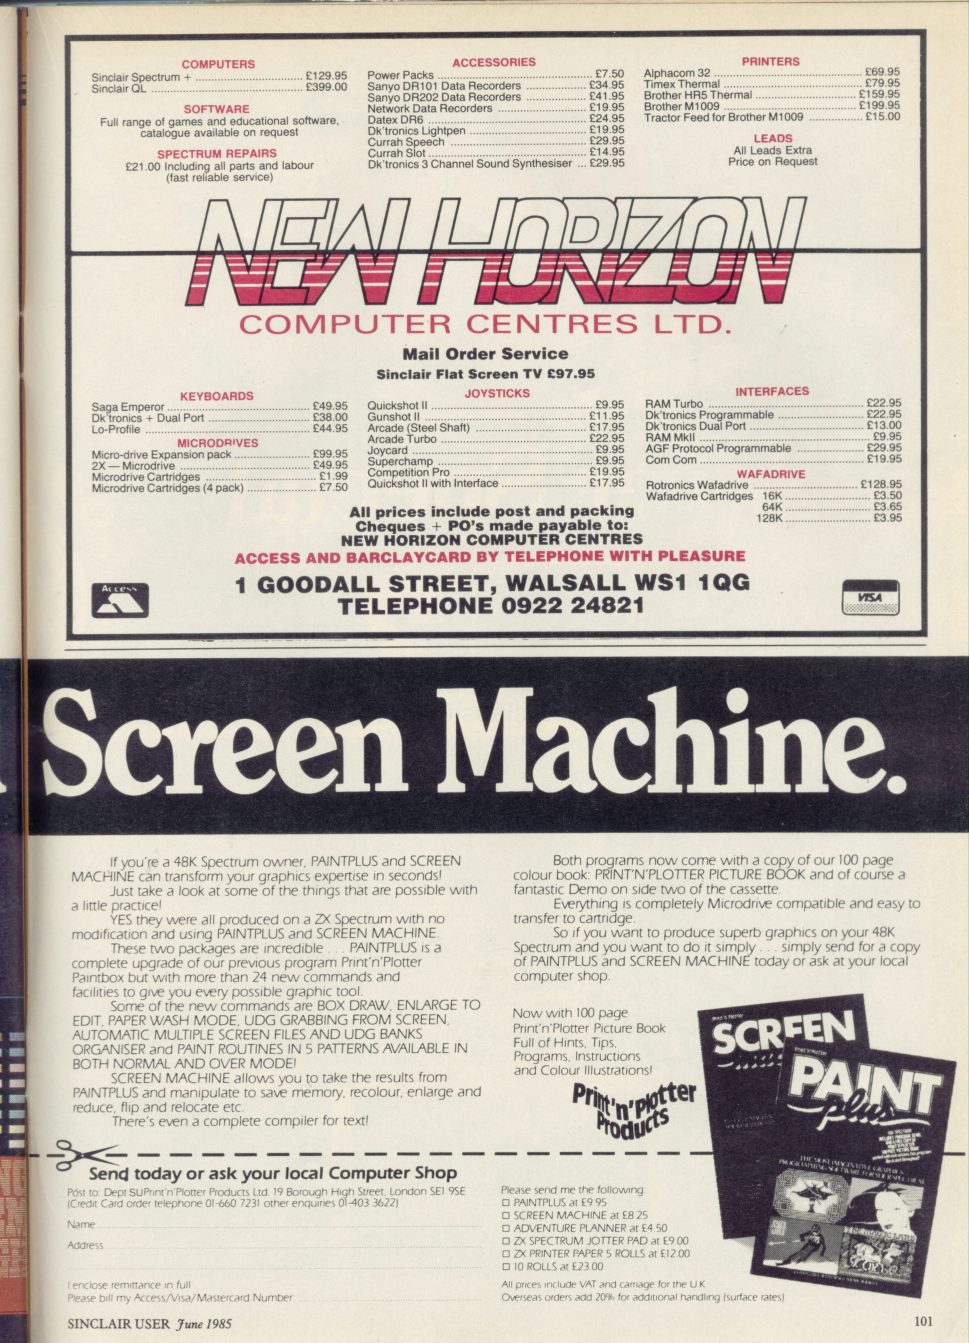 COMPUTERS
Sinclair Spectrum + ........ £129.95
Sinclair QL ........ £399.00
SOFTWARE
Full range of games and educational software,
catalogue available on request
SPECTRUM REPAIRS
£21.00 Including all parts and labour
(fast reliable service)
ACCESSORIES
Power Packs ........ £7.50
Sanyo DR101 Data Recorders ........ £34.95
Sanyo DR202 Data Recorders ........ £41.95
Network Data Recorders ........ £19.95
Datex DR6 ........ £24.95
Dk'tronics Lightpen ........ £19.95
Currah Speech ........ £29.95
Currah Slot ........ £14.95
Dk'tronics 3 Channel Sound Synthesiser ... £29.95
PRINTERS
Alphacom 32 ........ £69.95
Timex Thermal ........ £79.95
Brother HR5 Thermal ........ £159.95
Brother M1009 ........ £199.95
Tractor Feed for Brother M1009 ........ £15.00
LEADS
All Leads Extra
Price on Request
NEW HORIZON
COMPUTER CENTRES LTD.
Mail Order Service
Sinclair Flat Screen TV £97.95
KEYBOARDS
Saga Emperor ........ £49.95
Dk'tronics + Dual Port ........ £38.00
Lo-Profile ........ £44.95
MICRODRIVES
Micro-drive Expansion pack ........ £99.95
2X — Microdrive ........ £49.95
Microdrive Cartridges ........ £1.99
Microdrive Cartridges (4 pack) ........ £7.50
JOYSTICKS
Quickshot II ........ £9.95
Gunshot II ........ £11.95
Arcade (Steel Shaft) ........ £17.95
Arcade Turbo ........ £22.95
Joycard ........ £9.95
Superchamp ........ £9.95
Competition Pro ........ £19.95
Quickshot II with Interface ........ £17.95
INTERFACES
RAM Turbo ........ £22.95
Dk'tronics Programmable ........ £22.95
Dk'tronics Dual Port ........ £13.00
RAM MkII ........ £9.95
AGF Protocol Programmable ........ £29.95
Com Com ........ £19.95
WAFADRIVE
Rotronics Wafadrive ........ £128.95
Wafadrive Cartridges 16K ........ £3.50
64K ........ £3.65
128K ........ £3.95
All prices include post and packing
Cheques + PO's made payable to:
NEW HORIZON COMPUTER CENTRES
ACCESS AND BARCLAYCARD BY TELEPHONE WITH PLEASURE
1 GOODALL STREET, WALSALL WS1 1QG
TELEPHONE 0922 24821
Access
VISA
Screen Machine.
If you're a 48K Spectrum owner, PAINTPLUS and SCREEN
MACHINE can transform your graphics expertise in seconds!
Just take a look at some of the things that are possible with
a little practice!
YES they were all produced on a ZX Spectrum with no
modification and using PAINTPLUS and SCREEN MACHINE.
These two packages are incredible . . . PAINTPLUS is a
complete upgrade of our previous program Print'n'Plotter
Paintbox but with more than 24 new commands and
facilities to give you every possible graphic tool.
Some of the new commands are BOX DRAW, ENLARGE TO
EDIT, PAPER WASH MODE, UDG GRABBING FROM SCREEN,
AUTOMATIC MULTIPLE SCREEN FILES AND UDG BANKS
ORGANISER and PAINT ROUTINES IN 5 PATTERNS AVAILABLE IN
BOTH NORMAL AND OVER MODE!
SCREEN MACHINE allows you to take the results from
PAINTPLUS and manipulate to save memory, recolour, enlarge and
reduce, flip and relocate etc.
There's even a complete compiler for text!
Both programs now come with a copy of our 100 page
colour book: PRINT'N'PLOTTER PICTURE BOOK and of course a
fantastic Demo on side two of the cassette.
Everything is completely Microdrive compatible and easy to
transfer to cartridge.
So if you want to produce superb graphics on your 48K
Spectrum and you want to do it simply . . . simply send for a copy
of PAINTPLUS and SCREEN MACHINE today or ask at your local
computer shop.
Now with 100 page
Print'n'Plotter Picture Book
Full of Hints, Tips,
Programs, Instructions
and Colour Illustrations!
Print'n'Plotter
Products
SCREEN
PAINT
plus
Send today or ask your local Computer Shop
Post to: Dept SUPrint'n'Plotter Products Ltd. 19 Borough High Street, London SE1 9SE
(Credit Card order telephone 01-660 7231 other enquiries 01-403 3622)
Name
Address
I enclose remittance in full
Please bill my Access/Visa/Mastercard Number
Please send me the following
☐ PAINTPLUS at £9.95
☐ SCREEN MACHINE at £8.25
☐ ADVENTURE PLANNER at £4.50
☐ ZX SPECTRUM JOTTER PAD at £9.00
☐ ZX PRINTER PAPER 5 ROLLS at £12.00
☐ 10 ROLLS at £23.00
All prices include VAT and carriage for the U.K.
Overseas orders add 20% for additional handling (surface rates)
SINCLAIR USER June 1985
101